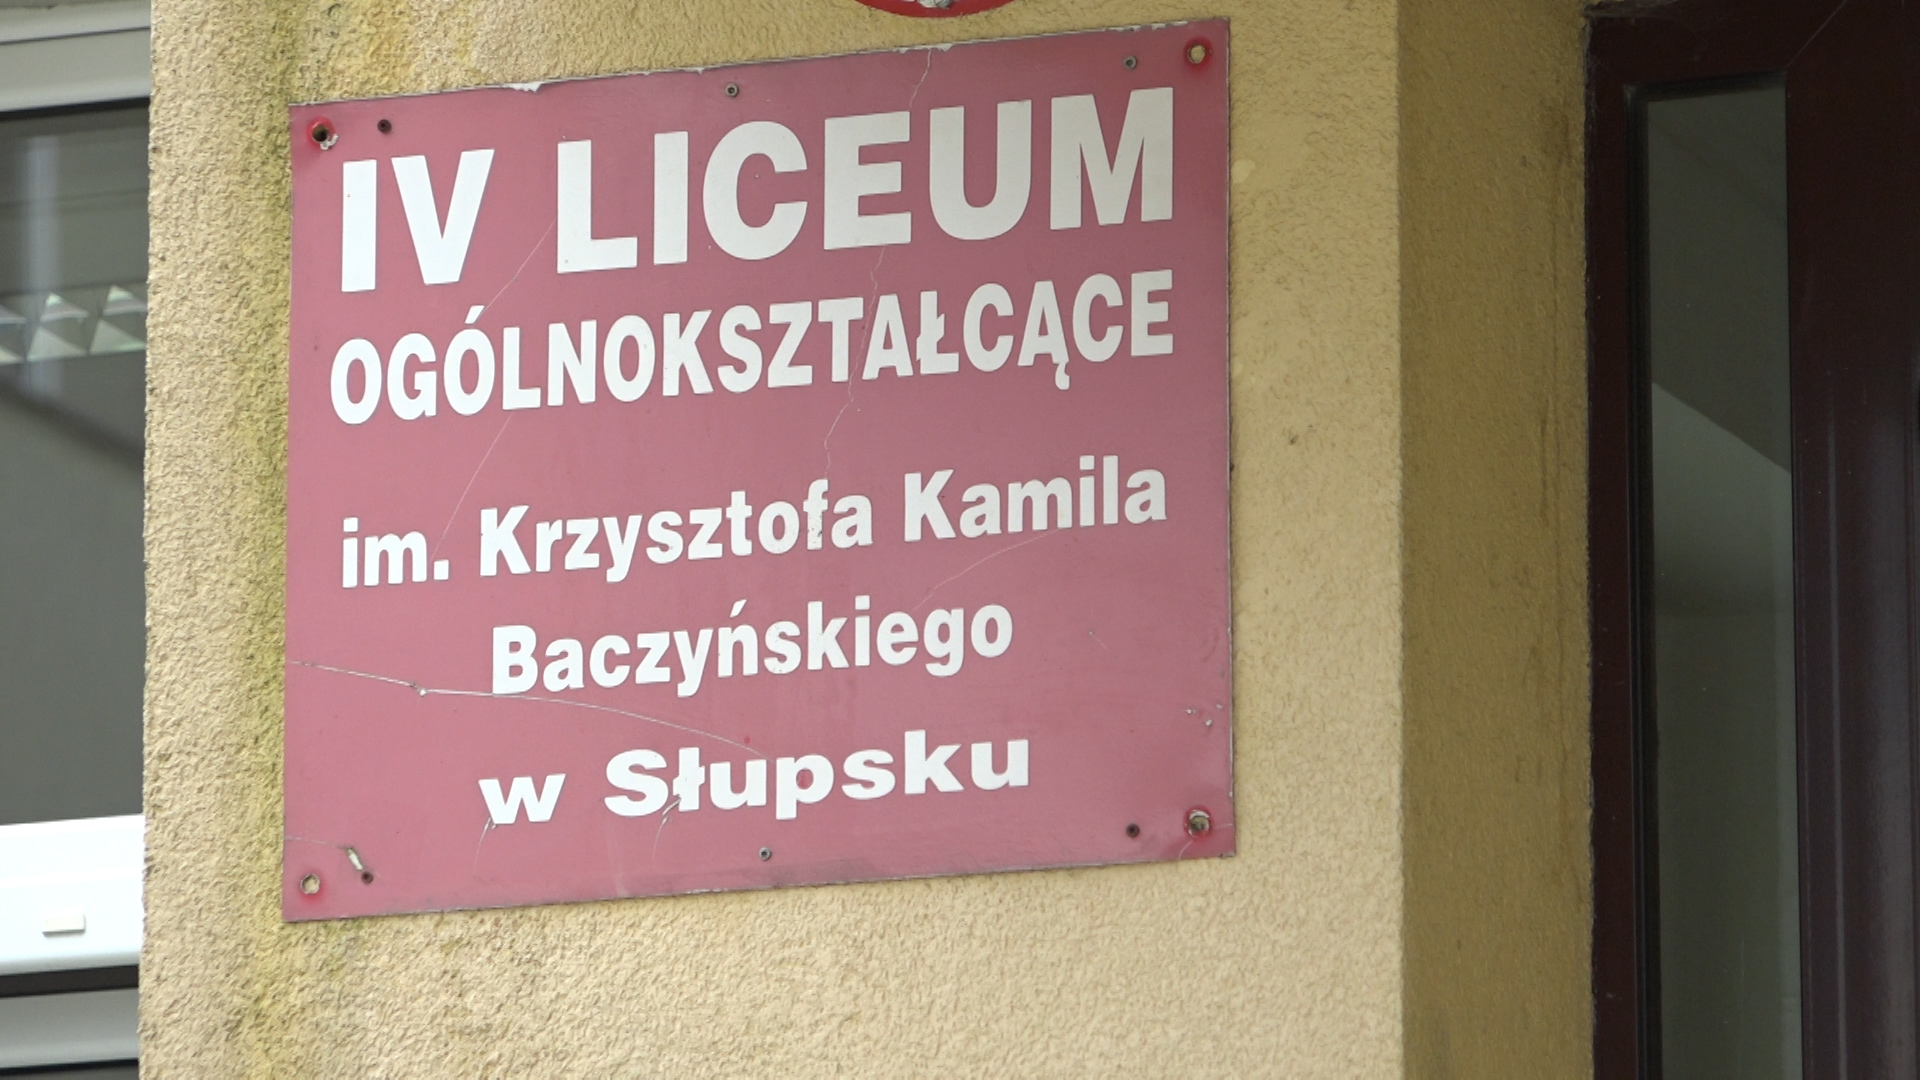 IV LICEUM
OGÓLNOKSZTAŁCĄCE
im. Krzysztofa Kamila
Baczyńskiego
w Słupsku